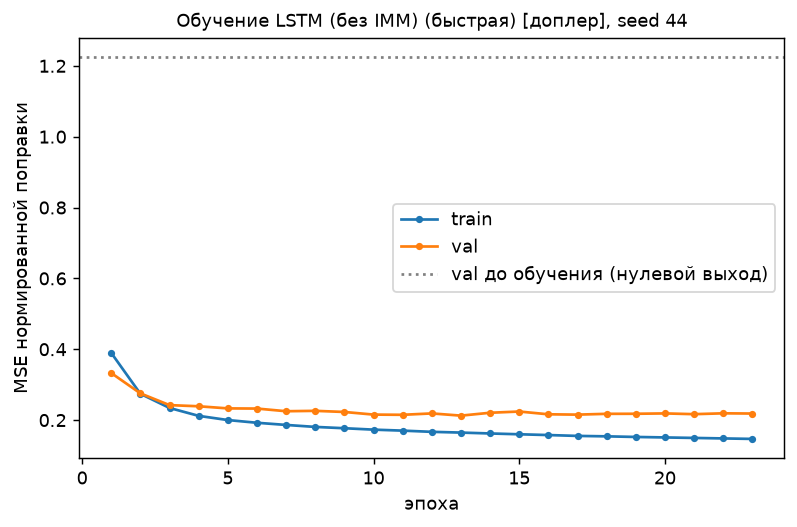 Обучение LSTM (без IMM) (быстрая) [доплер], seed 44
MSE нормированной поправки
1.2
1.0
0.8
0.6
0.4
0.2
train
val
val до обучения (нулевой выход)
0 5 10 15 20
эпоха